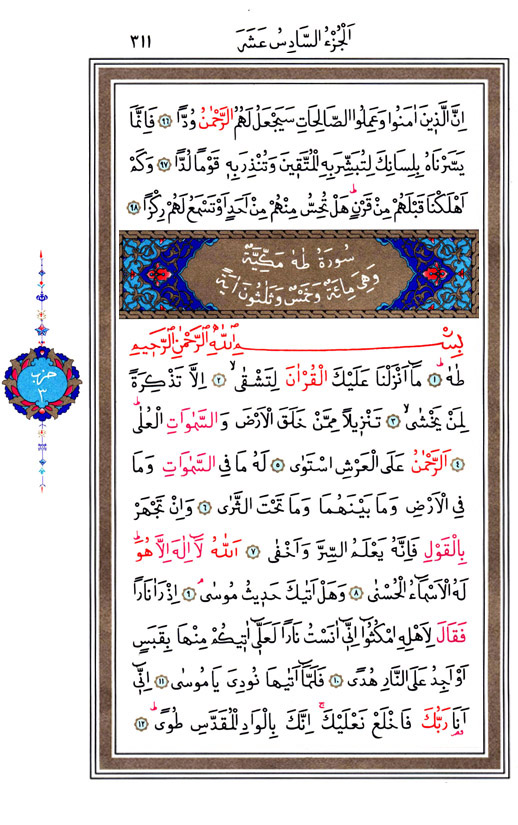 الْجُزْءُ السَّادِسُ عَشَرَ
٣١١
اِنَّ الَّذ۪ينَ اٰمَنُوا وَعَمِلُوا الصَّالِحَاتِ سَيَجْعَلُ لَهُمُ الرَّحْمٰنُ وُدًّا ﴿٩٦﴾ فَاِنَّمَا
يَسَّرْنَاهُ بِلِسَانِكَ لِتُبَشِّرَ بِهِ الْمُتَّق۪ينَ وَتُنْذِرَ بِه۪ قَوْمًا لُدًّا ﴿٩٧﴾ وَكَمْ
اَهْلَكْنَا قَبْلَهُمْ مِنْ قَرْنٍۜ هَلْ تُحِسُّ مِنْهُمْ مِنْ اَحَدٍ اَوْ تَسْمَعُ لَهُمْ رِكْزًا ﴿٩٨﴾
سُورَةُ طٰهٰ مَكِّيَّةٌ
وَهِيَ مِائَةٌ وَخَمْسٌ وَثَلٰثُونَ اٰيَةً
بِسْمِ اللّٰهِ الرَّحْمٰنِ الرَّح۪يمِ
طٰهٰۜ ﴿١﴾ مَٓا اَنْزَلْنَا عَلَيْكَ الْقُرْاٰنَ لِتَشْقٰىۙ ﴿٢﴾ اِلَّا تَذْكِرَةً
لِمَنْ يَخْشٰىۙ ﴿٣﴾ تَنْز۪يلًا مِمَّنْ خَلَقَ الْاَرْضَ وَالسَّمٰوَاتِ الْعُلٰىۜ
﴿٤﴾ اَلرَّحْمٰنُ عَلَى الْعَرْشِ اسْتَوٰى ﴿٥﴾ لَهُ مَا فِي السَّمٰوَاتِ وَمَا
فِي الْاَرْضِ وَمَا بَيْنَهُمَا وَمَا تَحْتَ الثَّرٰى ﴿٦﴾ وَاِنْ تَجْهَرْ
بِالْقَوْلِ فَاِنَّهُ يَعْلَمُ السِّرَّ وَاَخْفٰى ﴿٧﴾ اَللّٰهُ لَٓا اِلٰهَ اِلَّا هُوَۜ
لَهُ الْاَسْمَٓاءُ الْحُسْنٰى ﴿٨﴾ وَهَلْ اَتٰيكَ حَد۪يثُ مُوسٰىۢ ﴿٩﴾ اِذْ رَاٰ نَارًا
فَقَالَ لِاَهْلِهِ امْكُثُٓوا اِنّ۪ٓي اٰنَسْتُ نَارًا لَعَلّ۪ٓي اٰت۪يكُمْ مِنْهَا بِقَبَسٍ
اَوْ اَجِدُ عَلَى النَّارِ هُدًى ﴿١٠﴾ فَلَمَّٓا اَتٰيهَا نُودِيَ يَا مُوسٰى ﴿١١﴾ اِنّ۪ٓي
اَنَا۬ رَبُّكَ فَاخْلَعْ نَعْلَيْكَۚ اِنَّكَ بِالْوَادِ الْمُقَدَّسِ طُوًىۜ ﴿١٢﴾
حزب
٣